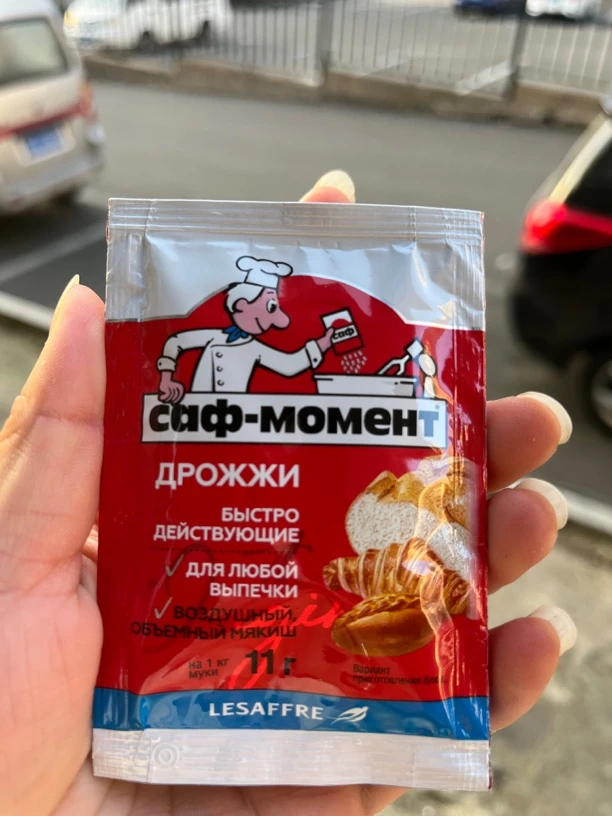 саф
саф-момент
ДРОЖЖИ
БЫСТРО
ДЕЙСТВУЮЩИЕ
ДЛЯ ЛЮБОЙ
ВЫПЕЧКИ
ВОЗДУШНЫЙ,
ОБЪЕМНЫЙ МЯКИШ
на 1 кг
муки
11 г
Вариант
приготовления
LESAFFRE